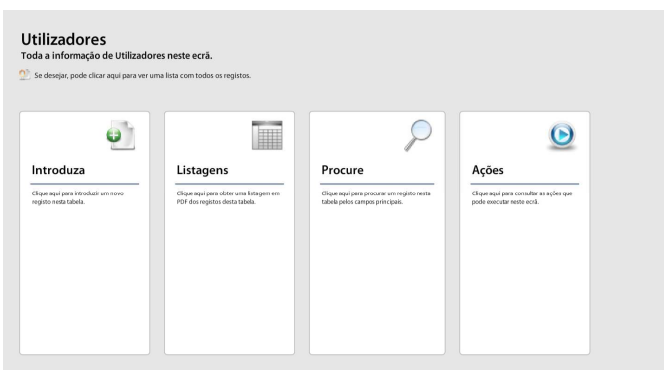 Utilizadores
Toda a informação de Utilizadores neste ecrã.
Se desejar, pode clicar aqui para ver uma lista com todos os registos.
Introduza
Clique aqui para introduzir um novo
registo nesta tabela.
Listagens
Clique aqui para obter uma listagem em
PDF dos registos desta tabela.
Procure
Clique aqui para procurar um registo nesta
tabela pelos campos principais.
Ações
Clique aqui para consultar as ações que
pode executar neste ecrã.